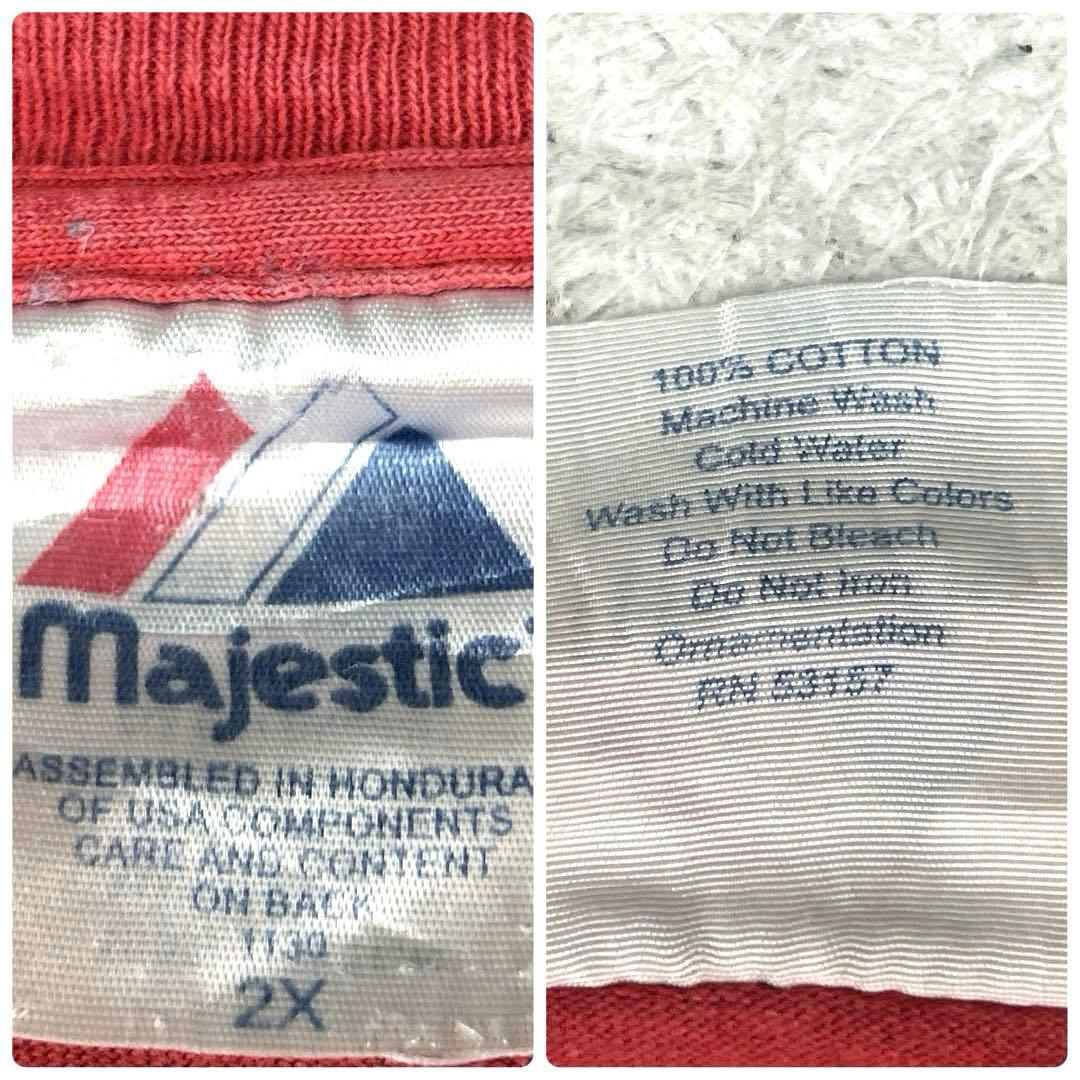 Majestic
ASSEMBLED IN HONDURA
OF USA COMPONENTS
CARE AND CONTENT
ON BACK
1130
2X
100% COTTON
Machine Wash
Cold Water
Wash With Like Colors
Do Not Bleach
Do Not Iron
Ornamentation
RN 53157